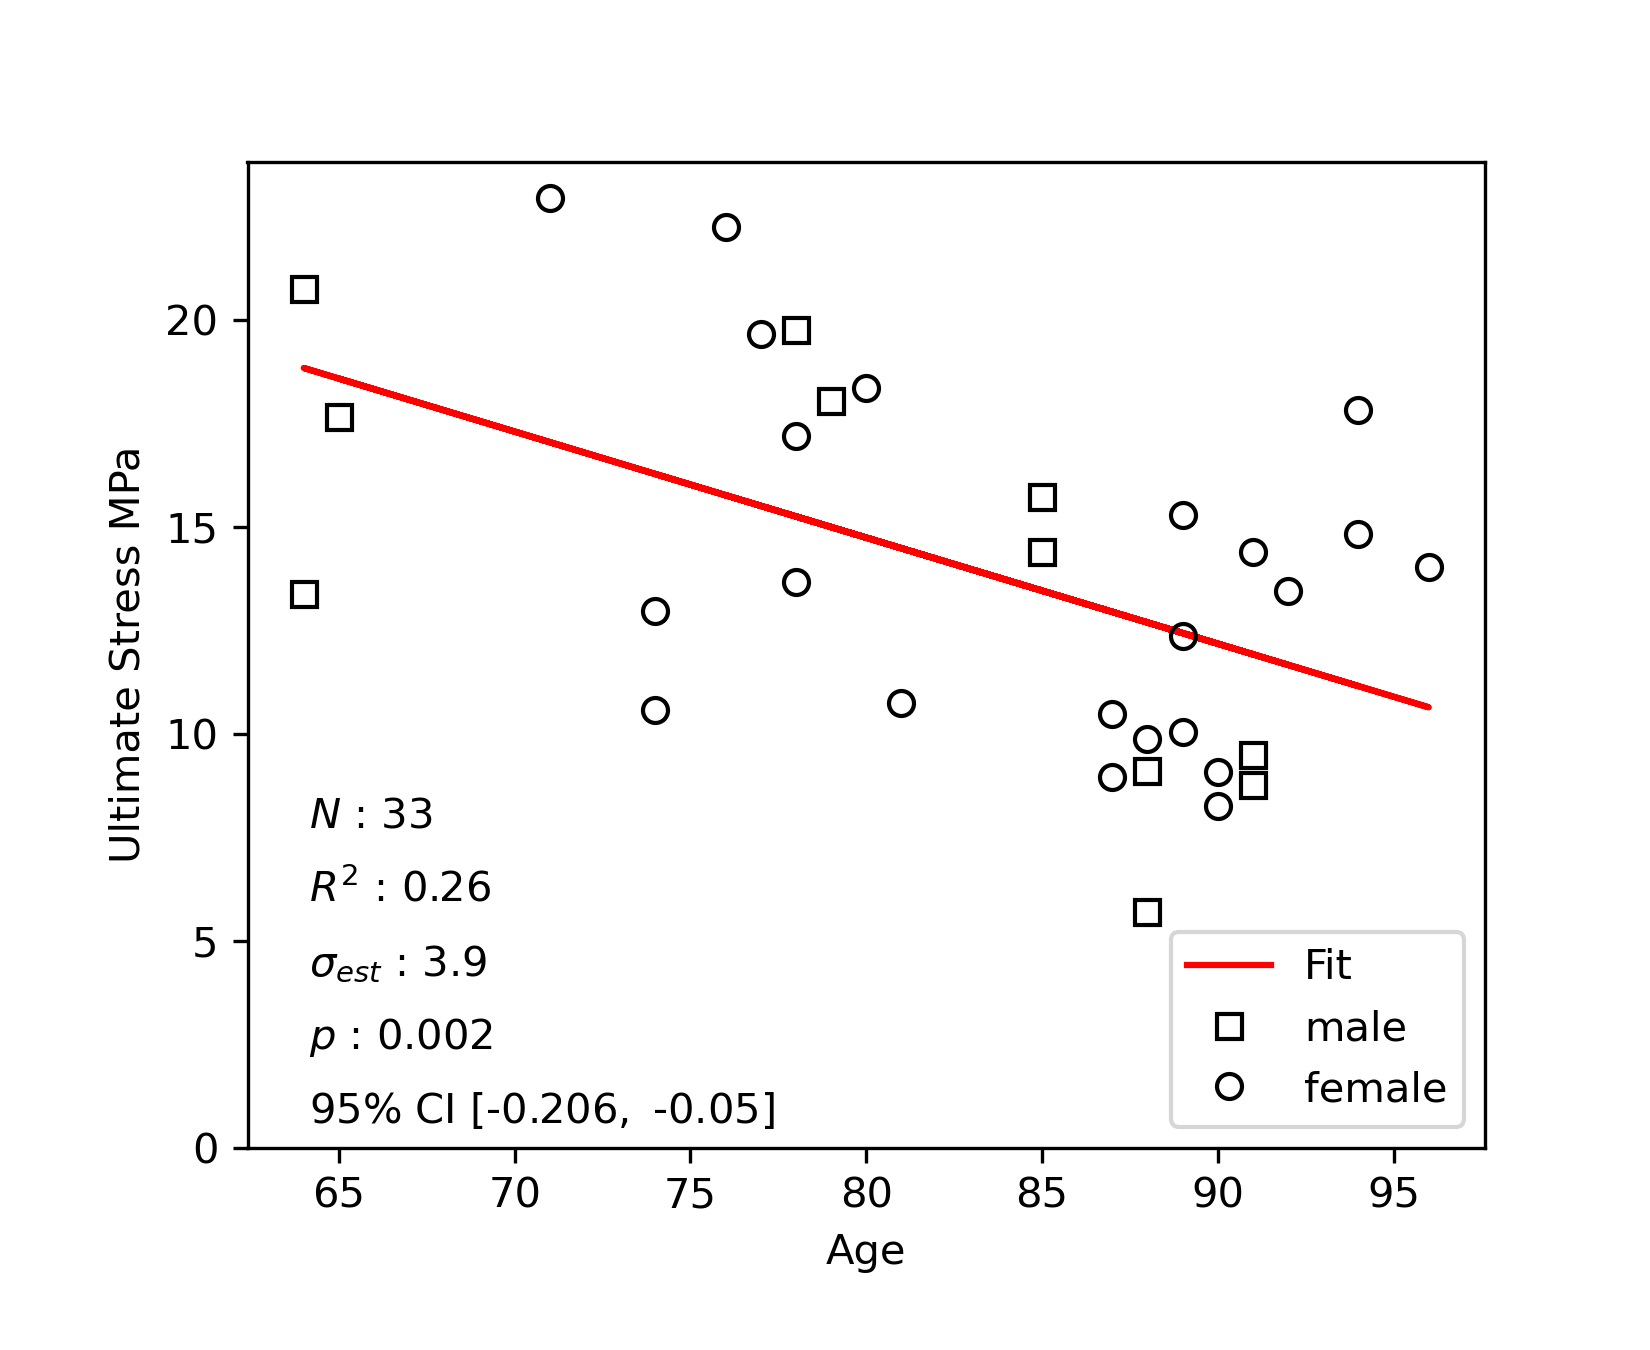 20
15
10
5
0
Ultimate Stress MPa
N : 33
R² : 0.26
σest : 3.9
p : 0.002
95% CI [-0.206, -0.05]
Fit
male
female
65 70 75 80 85 90 95
Age